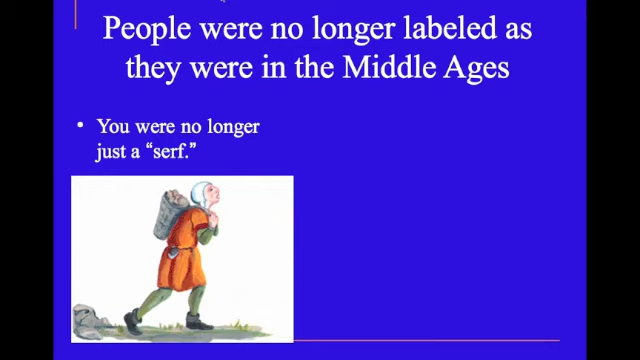 People were no longer labeled as
they were in the Middle Ages
• You were no longer
just a “serf.”